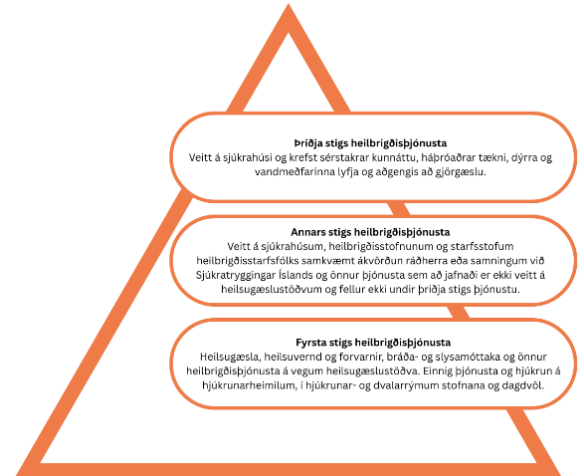 Þriðja stigs heilbrigðisþjónusta
Veitt á sjúkrahúsi og krefst sérstakrar kunnáttu, háþróaðrar tækni, dýrra og
vandmeðfarinna lyfja og aðgengis að gjörgæslu.
Annars stigs heilbrigðisþjónusta
Veitt á sjúkrahúsum, heilbrigðisstofnunum og starfsstofum
heilbrigðisstarfsfólks samkvæmt ákvörðun ráðherra eða samningum við
Sjúkratryggingar Íslands og önnur þjónusta sem að jafnaði er ekki veitt á
heilsugæslustöðvum og fellur ekki undir þriðja stigs þjónustu.
Fyrsta stigs heilbrigðisþjónusta
Heilsugæsla, heilsuvernd og forvarnir, bráða- og slysamóttaka og önnur
heilbrigðisþjónusta á vegum heilsugæslustöðva. Einnig þjónusta og hjúkrun á
hjúkrunarheimilum, í hjúkrunar- og dvalarrýmum stofnana og dagdvöl.